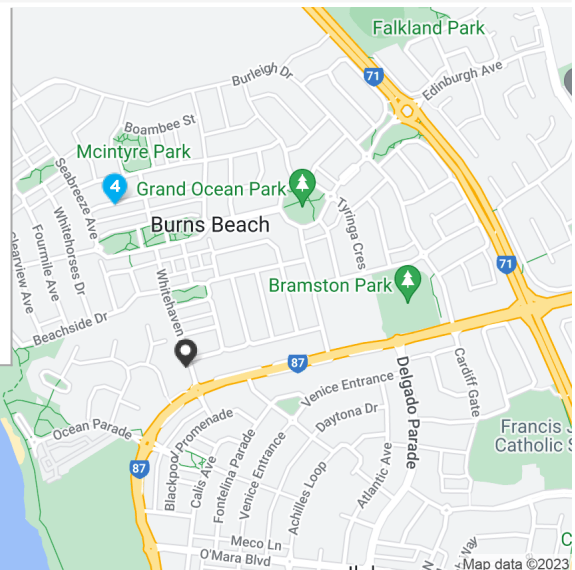 Falkland Park
71
Edinburgh Ave
Burleigh Dr
Boambee St
Mcintyre Park
Seabreeze Ave
4
Grand Ocean Park
Tyringa Cres
Burns Beach
Whitehorses Dr
Fourmile Ave
Clearview Ave
Whitehaven
71
Bramston Park
Beachside Dr
87
Delgado Parade
Cardiff Gate
Venice Entrance
Daytona Dr
Ocean Parade
Blackpool Promenade
Francis J
Catholic S
87
Calis Ave
Fontelina Parade
Venice Entrance
Achilles Loop
Atlantic Ave
Meco Ln
O'Mara Blvd
Way
C
Map data ©2023